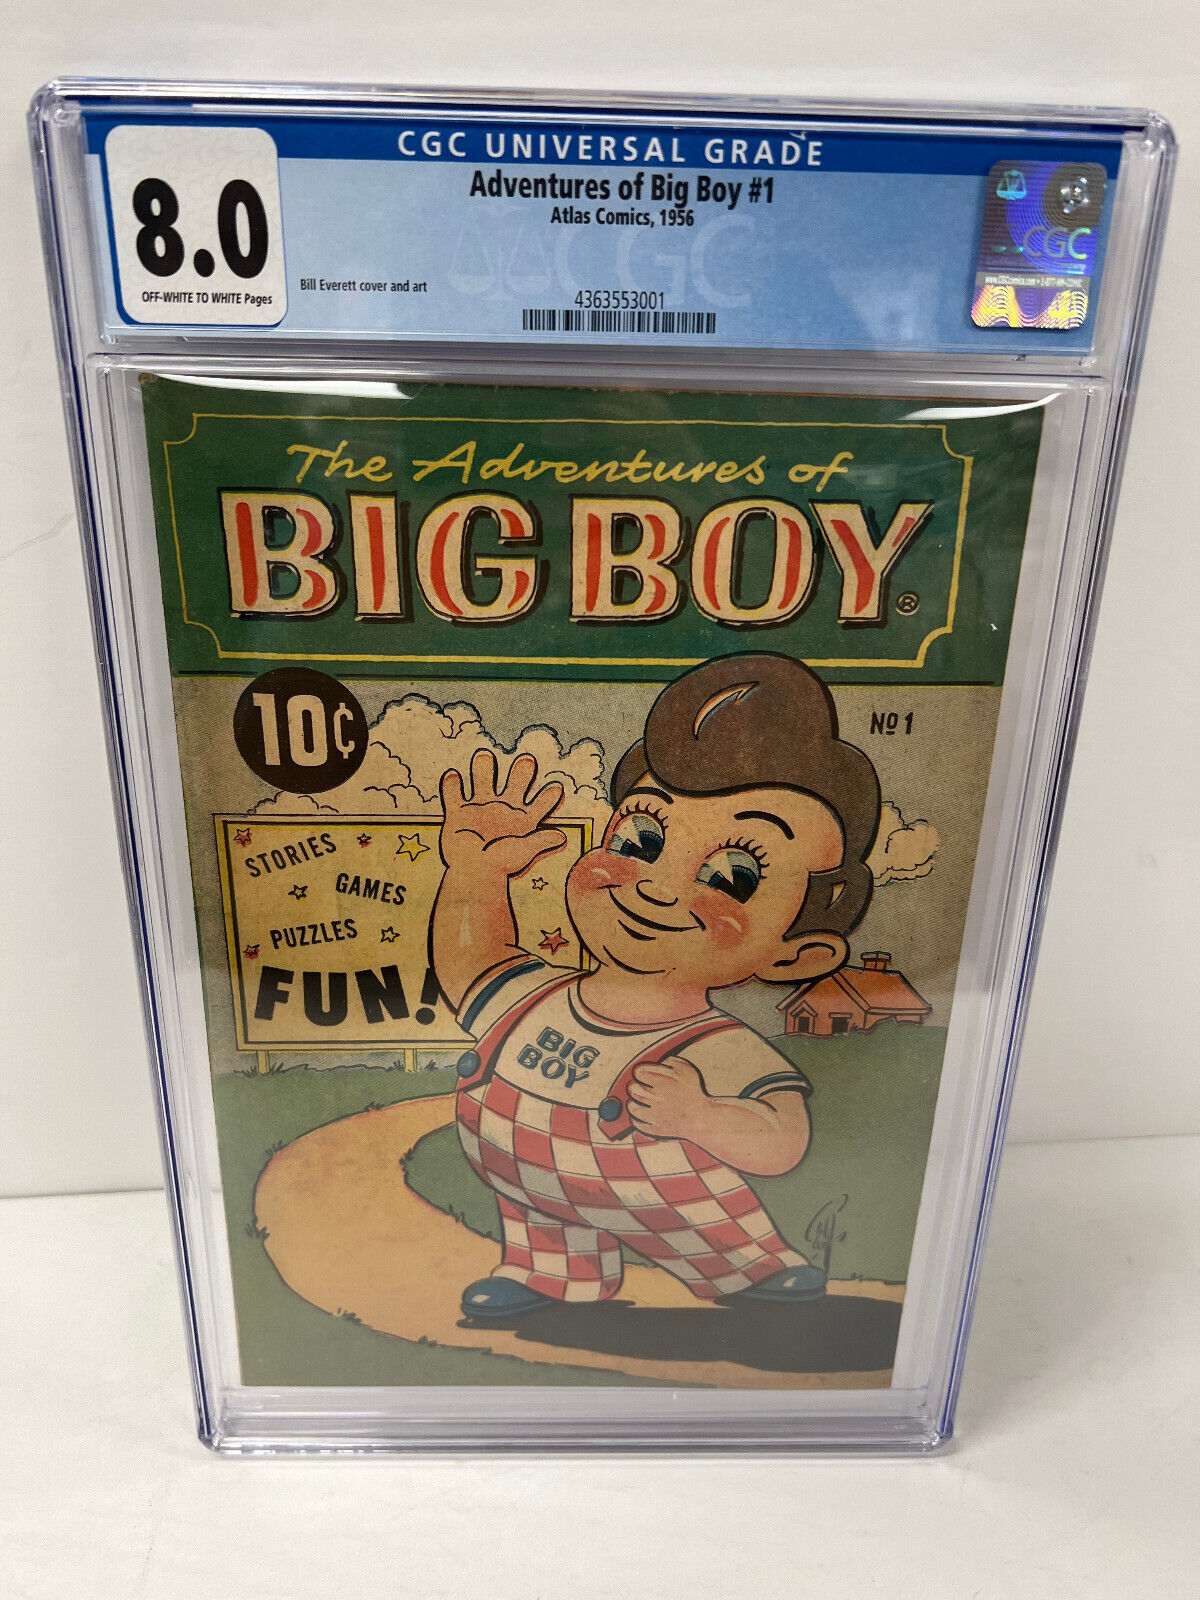 CGC UNIVERSAL GRADE
8.0
OFF-WHITE TO WHITE Pages
Adventures of Big Boy #1
Atlas Comics, 1956
Bill Everett cover and art
4363553001
CGC
CGC
The Adventures of
BIG BOY®
10¢
Nº 1
STORIES
GAMES
PUZZLES
FUN!
BIG
BOY